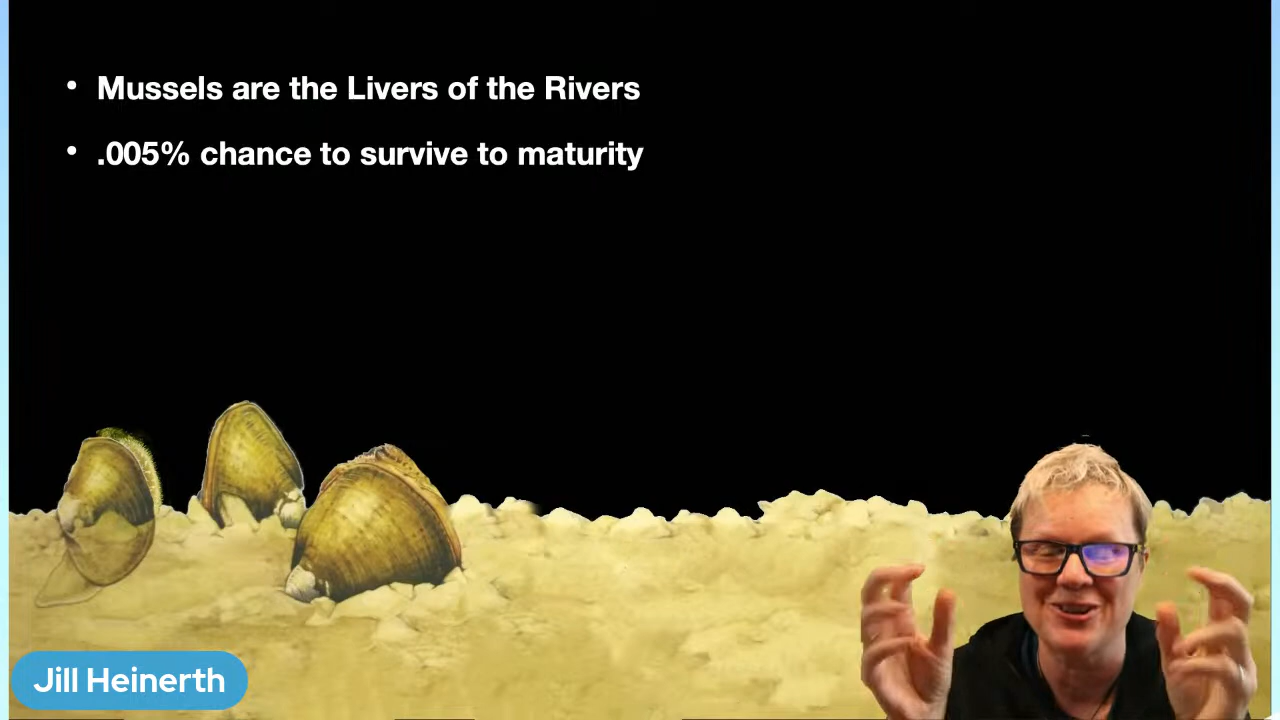 • Mussels are the Livers of the Rivers
• .005% chance to survive to maturity
Jill Heinerth